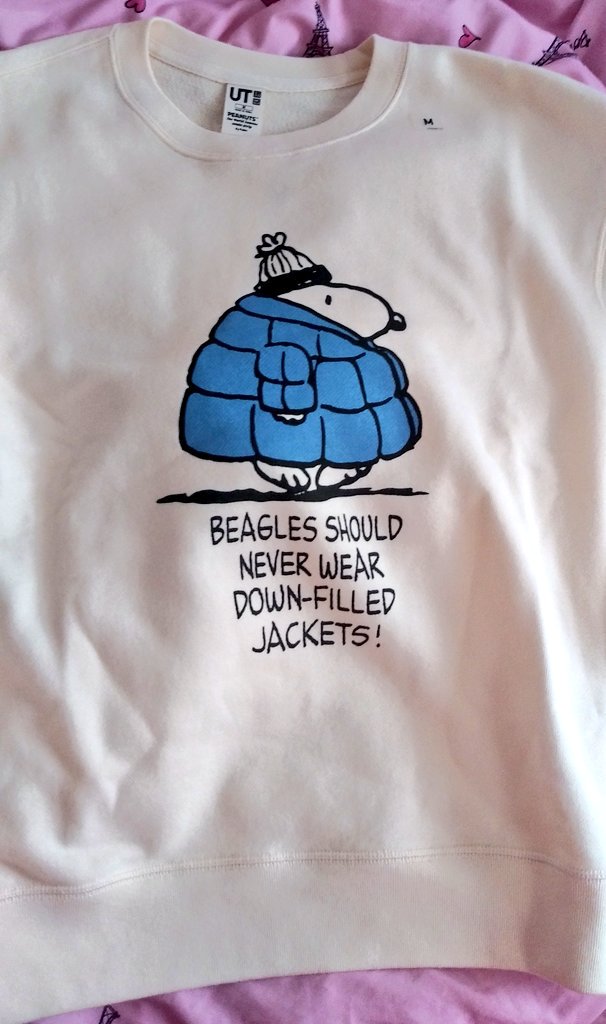 UT
PEANUTS
M
BEAGLES SHOULD
NEVER WEAR
DOWN-FILLED
JACKETS!